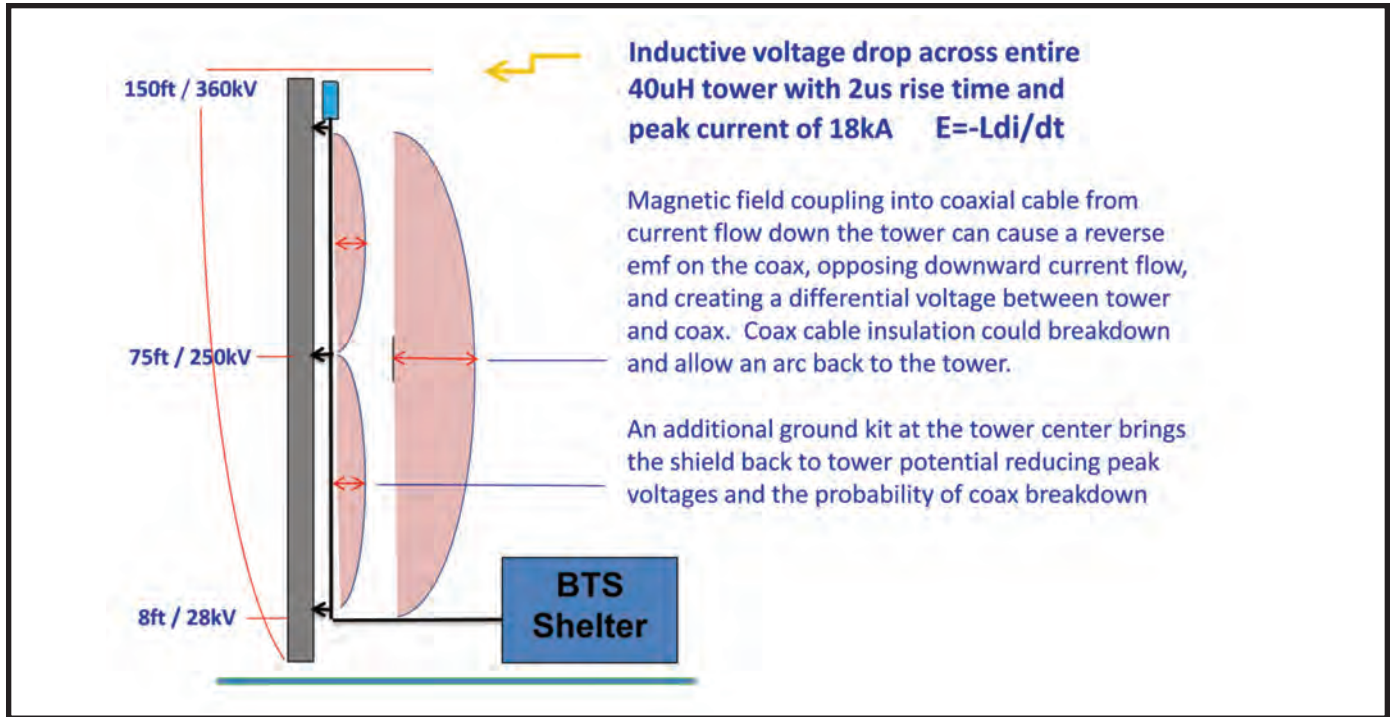 Inductive voltage drop across entire
40uH tower with 2us rise time and
peak current of 18kA E=-Ldi/dt
150ft / 360kV
Magnetic field coupling into coaxial cable from
current flow down the tower can cause a reverse
emf on the coax, opposing downward current flow,
and creating a differential voltage between tower
and coax. Coax cable insulation could breakdown
and allow an arc back to the tower.
75ft / 250kV
An additional ground kit at the tower center brings
the shield back to tower potential reducing peak
voltages and the probability of coax breakdown
8ft / 28kV
BTS
Shelter